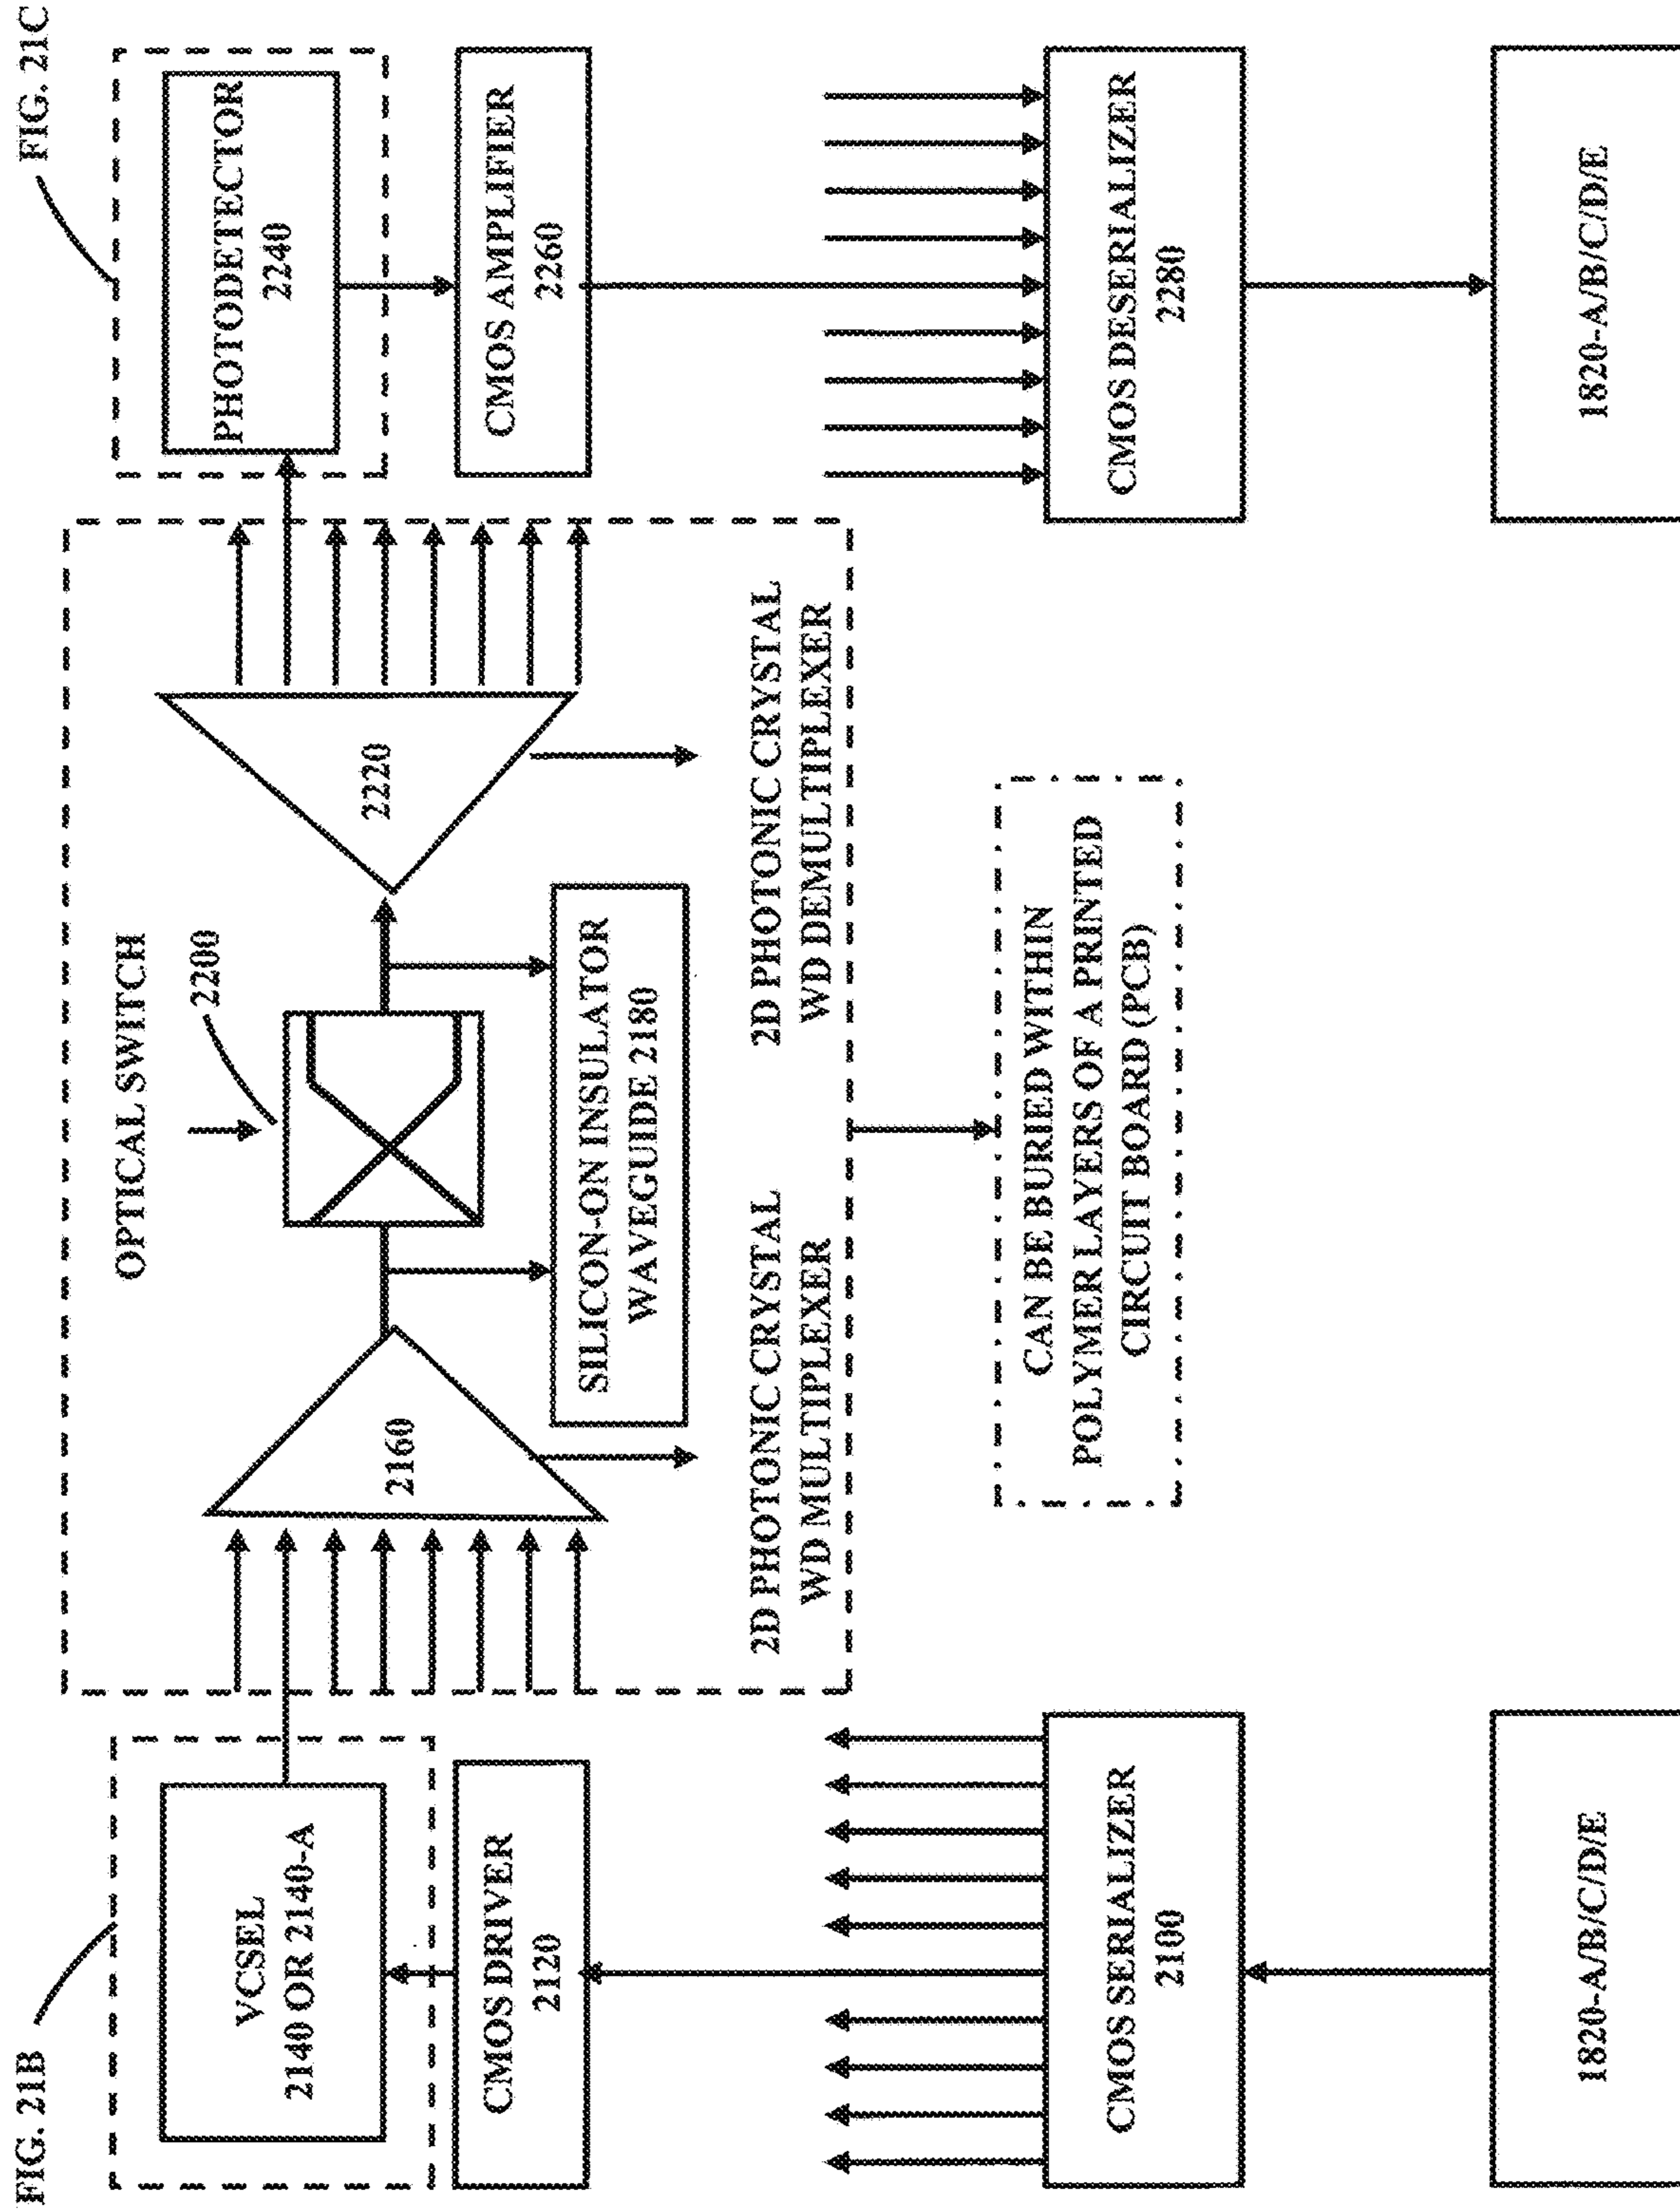 FIG. 21B
FIG. 21C
VCSEL
2140 OR 2140-A
CMOS DRIVER
2120
CMOS SERIALIZER
2100
1820-A/B/C/D/E
OPTICAL SWITCH
2200
2160
2220
SILICON-ON INSULATOR
WAVEGUIDE 2180
2D PHOTONIC CRYSTAL
WD MULTIPLEXER
2D PHOTONIC CRYSTAL
WD DEMULTIPLEXER
CAN BE BURIED WITHIN
POLYMER LAYERS OF A PRINTED
CIRCUIT BOARD (PCB)
PHOTODETECTOR
2240
CMOS AMPLIFIER
2260
CMOS DESERIALIZER
2280
1820-A/B/C/D/E